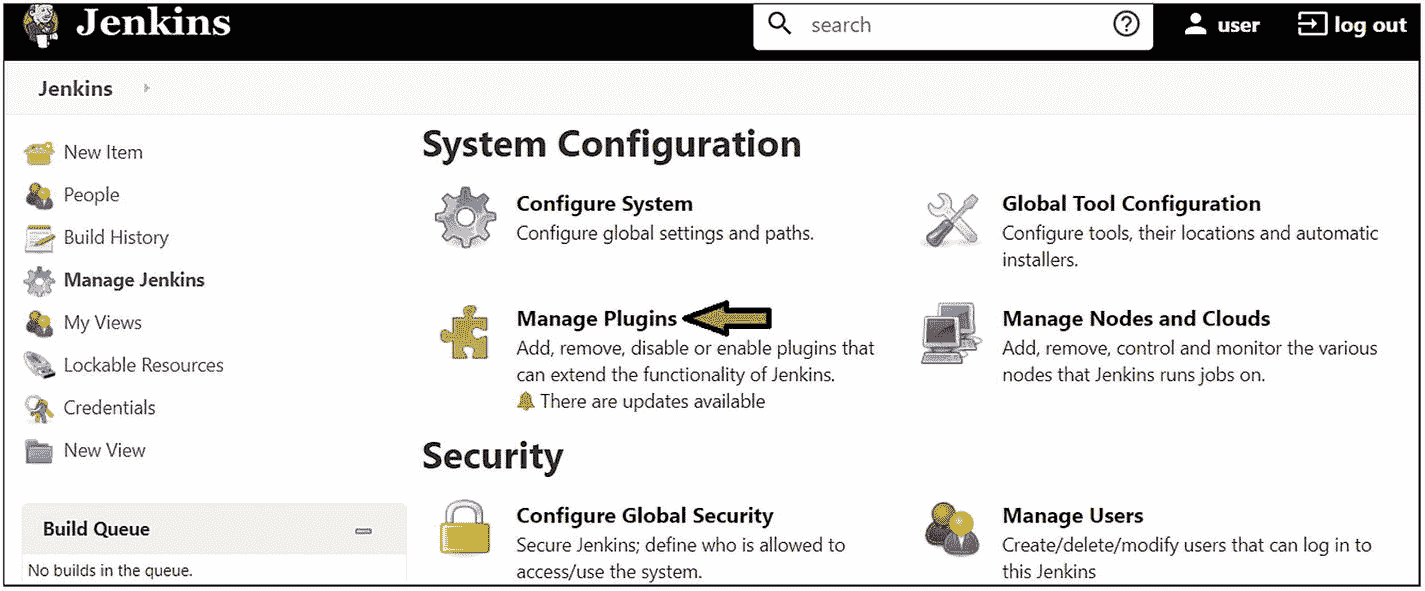 Jenkins
search
user
log out
Jenkins
New Item
People
Build History
Manage Jenkins
My Views
Lockable Resources
Credentials
New View
Build Queue
No builds in the queue.
System Configuration
Configure System
Configure global settings and paths.
Global Tool Configuration
Configure tools, their locations and automatic
installers.
Manage Plugins
Add, remove, disable or enable plugins that
can extend the functionality of Jenkins.
There are updates available
Manage Nodes and Clouds
Add, remove, control and monitor the various
nodes that Jenkins runs jobs on.
Security
Configure Global Security
Secure Jenkins; define who is allowed to
access/use the system.
Manage Users
Create/delete/modify users that can log in to
this Jenkins